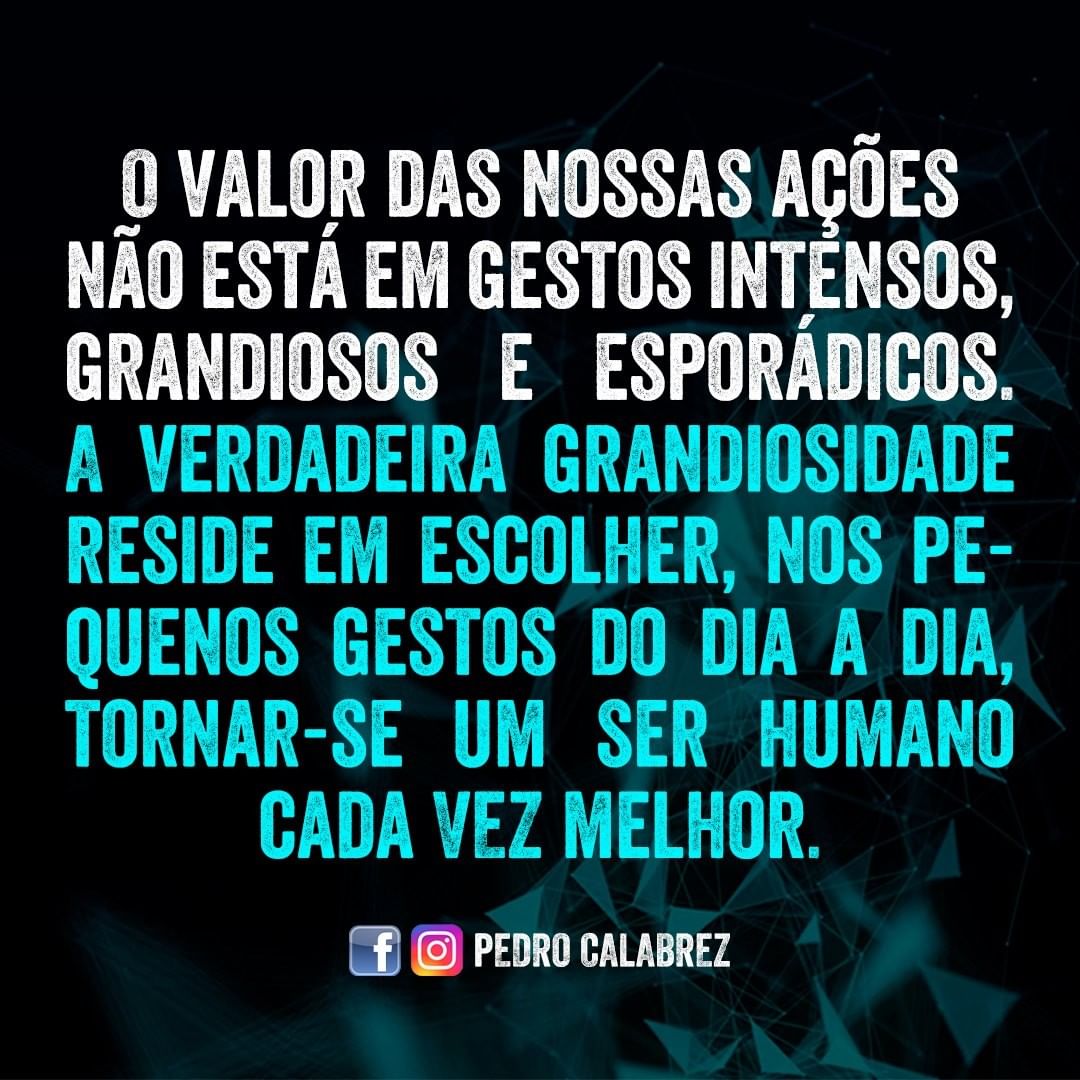 O VALOR DAS NOSSAS AÇÕES
NÃO ESTÁ EM GESTOS INTENSOS,
GRANDIOSOS E ESPORÁDICOS.
A VERDADEIRA GRANDIOSIDADE
RESIDE EM ESCOLHER, NOS PE-
QUENOS GESTOS DO DIA A DIA,
TORNAR-SE UM SER HUMANO
CADA VEZ MELHOR.
PEDRO CALABREZ